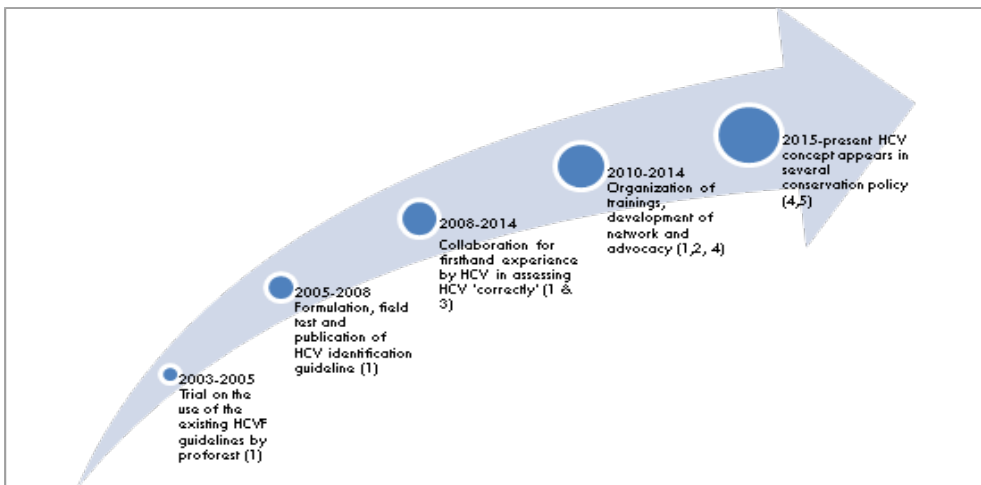 2003-2005
Trial on the
use of the
existing HCVF
guidelines by
proforest (1)
2005-2008
Formulation, field
test and
publication of
HCV identification
guideline (1)
2008-2014
Collaboration for
firsthand experience
by HCV in assessing
HCV 'correctly' (1 &
3)
2010-2014
Organization of
trainings,
development of
network and
advocacy (1,2, 4)
2015-present HCV
concept appears in
several
conservation policy
(4,5)